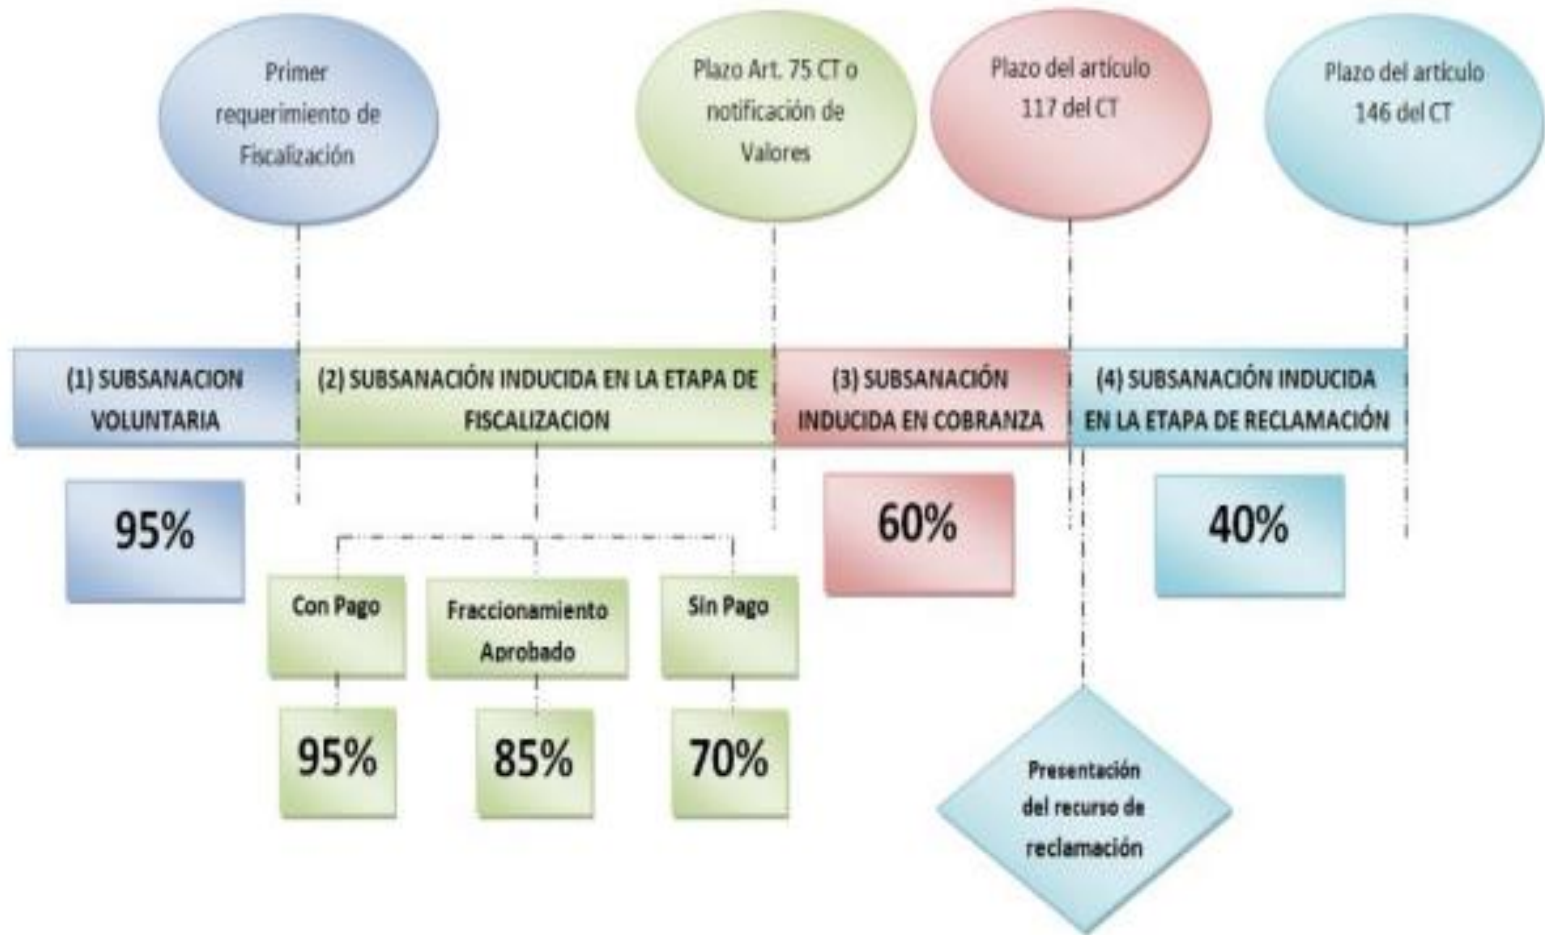 Primer
requerimiento de
Fiscalización
Plazo Art. 75 CT o
notificación de
Valores
Plazo del artículo
117 del CT
Plazo del artículo
146 del CT
(1) SUBSANACION
VOLUNTARIA
(2) SUBSANACIÓN INDUCIDA EN LA ETAPA DE
FISCALIZACION
(3) SUBSANACIÓN
INDUCIDA EN COBRANZA
(4) SUBSANACIÓN INDUCIDA
EN LA ETAPA DE RECLAMACIÓN
95%
60%
40%
Con Pago
Fraccionamiento
Aprobado
Sin Pago
95%
85%
70%
Presentación
del recurso de
reclamación